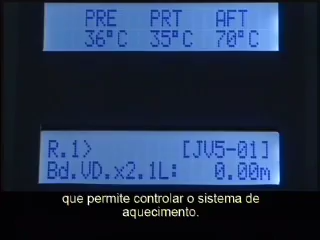 PRE PRT AFT
36°C 35°C 70°C
R.1> [JV5-01]
Bd.VD.x2.1L: 0.00m
que permite controlar o sistema de
aquecimento.